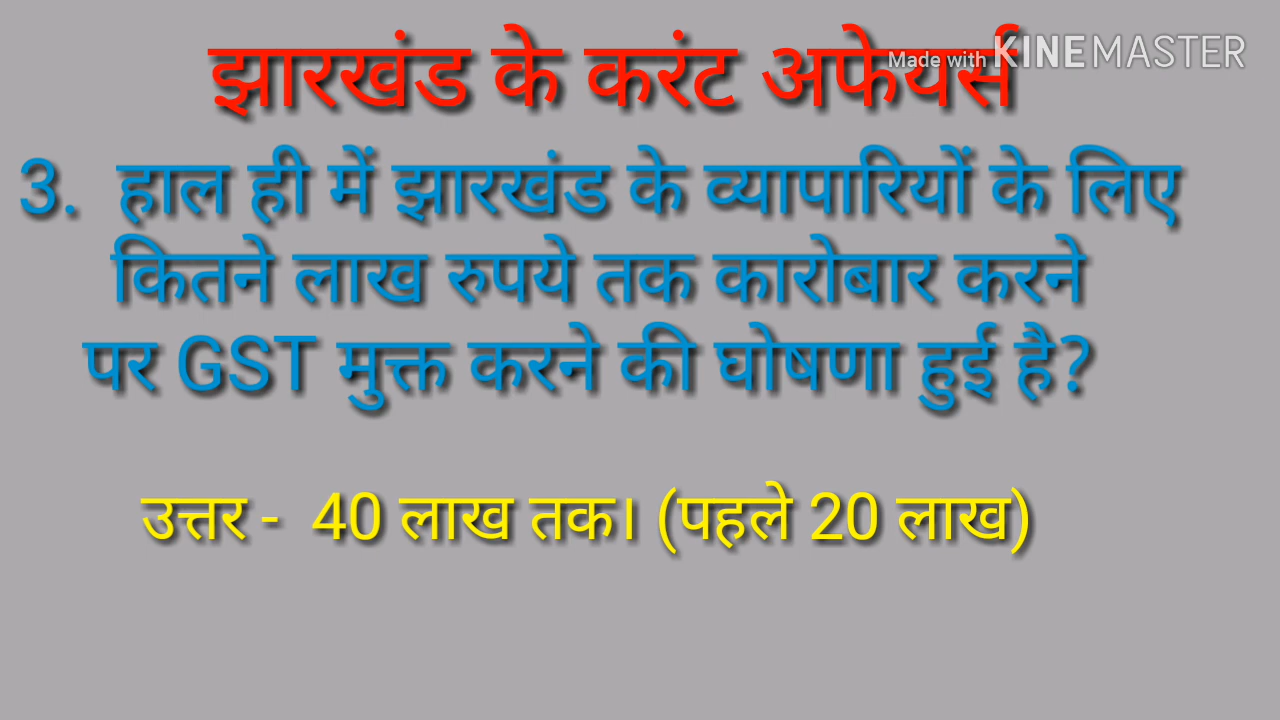 झारखंड के करंट अफेयर्स
Made with KINEMASTER
3. हाल ही में झारखंड के व्यापारियों के लिए
कितने लाख रुपये तक कारोबार करने
पर GST मुक्त करने की घोषणा हुई है?
उत्तर - 40 लाख तक। (पहले 20 लाख)